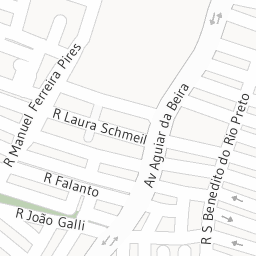 R Manuel Ferreira Pires
R Laura Schmeil
Av Aguiar da Beira
R S Benedito do Rio Preto
R Falanto
R João Galli